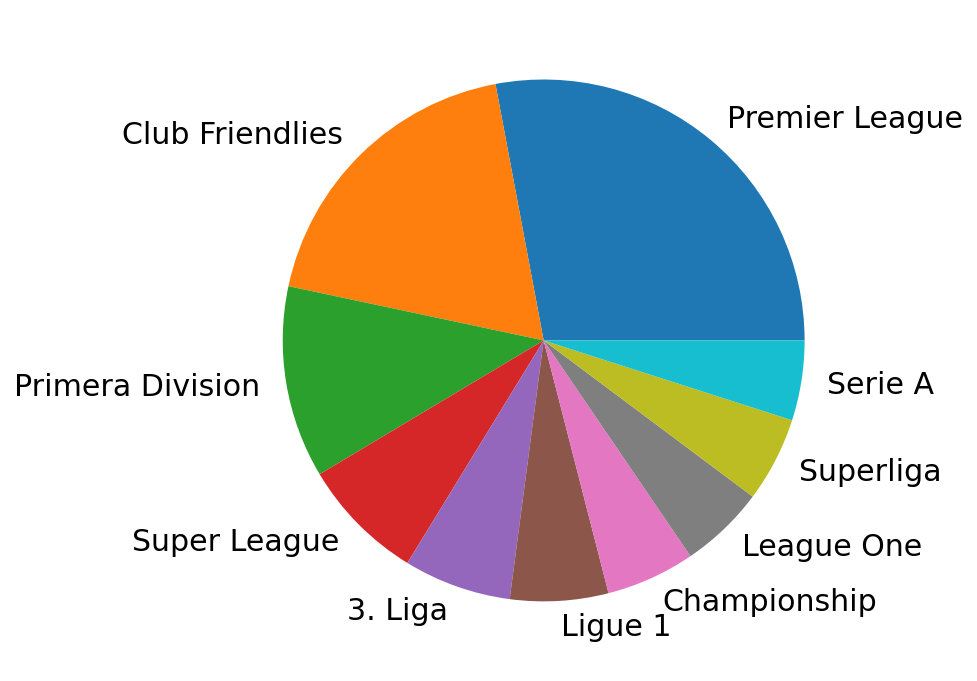 Premier League
Club Friendlies
Primera Division
Super League
3. Liga
Ligue 1
Championship
League One
Superliga
Serie A